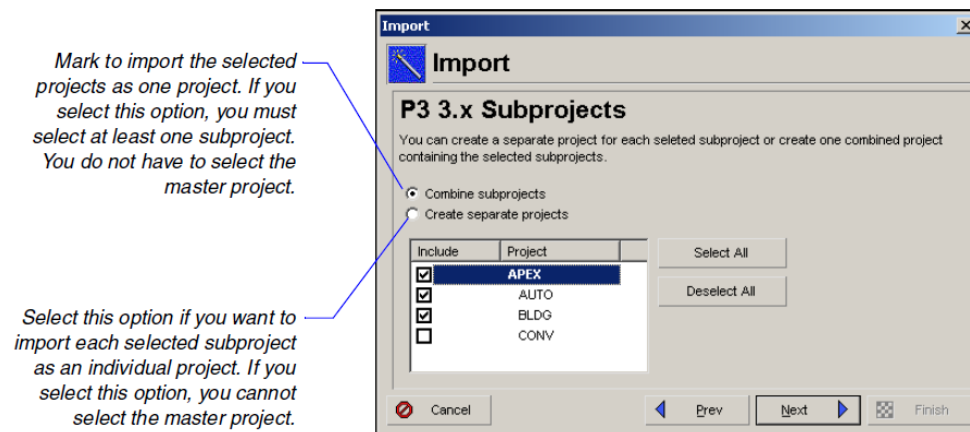 Mark to import the selected
projects as one project. If you
select this option, you must
select at least one subproject.
You do not have to select the
master project.
Select this option if you want to
import each selected subproject
as an individual project. If you
select this option, you cannot
select the master project.
Import
Import
P3 3.x Subprojects
You can create a separate project for each seleted subproject or create one combined project
containing the selected subprojects.
Combine subprojects
Create separate projects
Include Project
APEX
AUTO
BLDG
CONV
Select All
Deselect All
Cancel Prev Next Finish